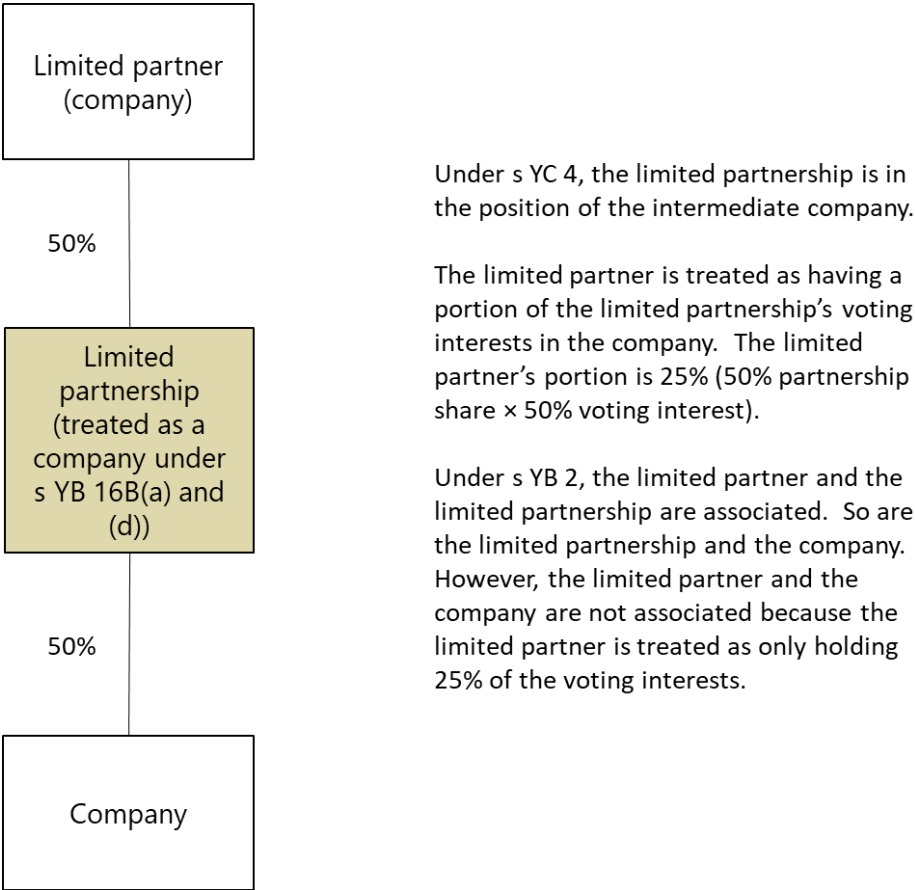 Limited partner
(company)
50%
Limited
partnership
(treated as a
company under
s YB 16B(a) and
(d))
50%
Company
Under s YC 4, the limited partnership is in
the position of the intermediate company.
The limited partner is treated as having a
portion of the limited partnership’s voting
interests in the company.  The limited
partner’s portion is 25% (50% partnership
share × 50% voting interest).
Under s YB 2, the limited partner and the
limited partnership are associated.  So are
the limited partnership and the company.
However, the limited partner and the
company are not associated because the
limited partner is treated as only holding
25% of the voting interests.